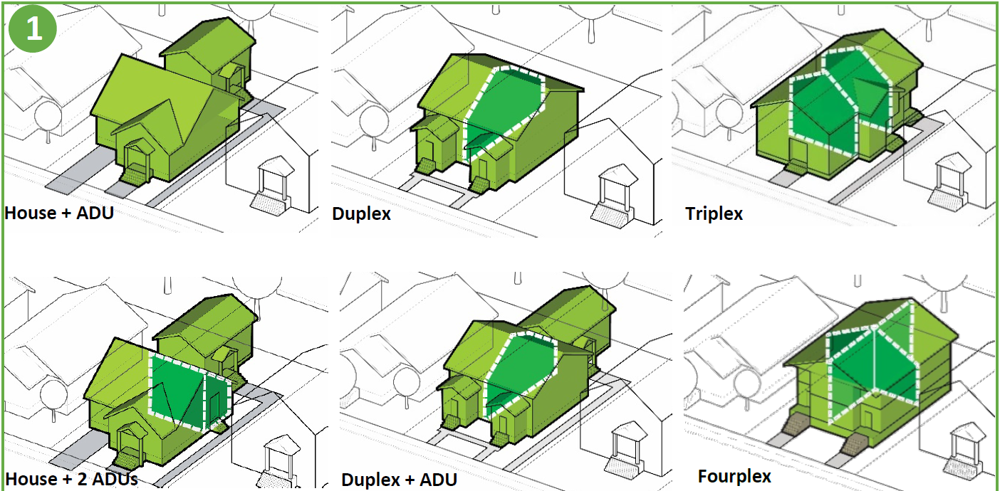 1
House + ADU
Duplex
Triplex
House + 2 ADUs
Duplex + ADU
Fourplex